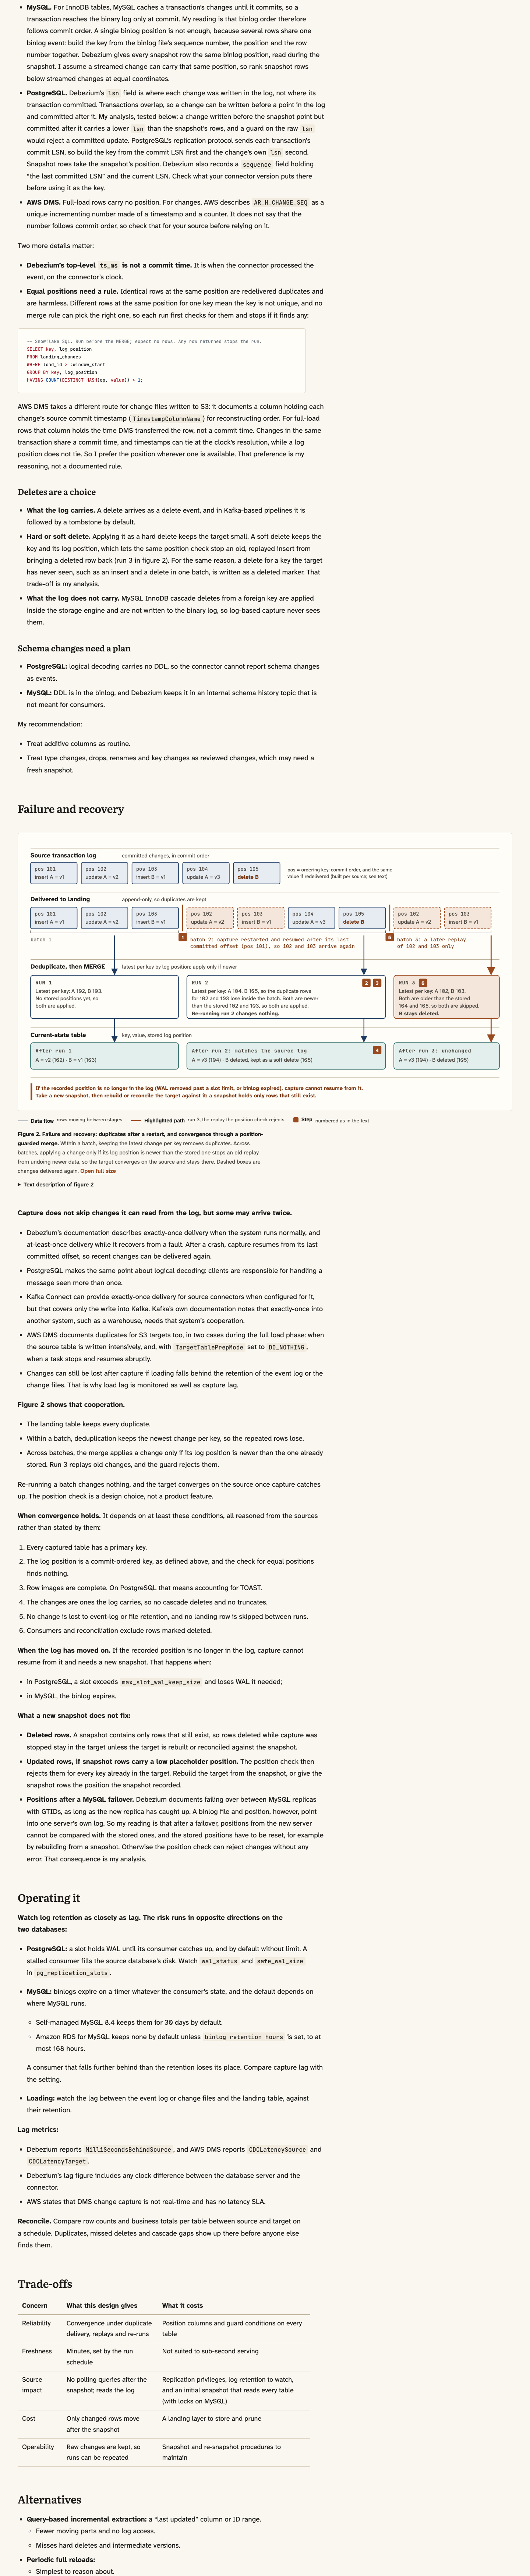 • MySQL. For InnoDB tables, MySQL caches a transaction's changes until it commits, so a
transaction reaches the binary log only at commit. My reading is that binlog order therefore
follows commit order. A single binlog position is not enough, because several rows share one
binlog event: build the key from the binlog file's sequence number, the position and the row
number together. Debezium gives every snapshot row the same binlog position, read during the
snapshot. I assume a streamed change can carry that same position, so rank snapshot rows
below streamed changes at equal coordinates.
• PostgreSQL. Debezium's lsn field is where each change was written in the log, not where its
transaction committed. Transactions overlap, so a change can be written before a point in the log
and committed after it. My analysis, tested below: a change written before the snapshot point but
committed after it carries a lower lsn than the snapshot's rows, and a guard on the raw lsn
would reject a committed update. PostgreSQL's replication protocol sends each transaction's
commit LSN, so build the key from the commit LSN first and the change's own lsn second.
Snapshot rows take the snapshot's position. Debezium also records a sequence field holding
“the last committed LSN” and the current LSN. Check what your connector version puts there
before using it as the key.
• AWS DMS. Full-load rows carry no position. For changes, AWS describes AR_H_CHANGE_SEQ as a
unique incrementing number made of a timestamp and a counter. It does not say that the
number follows commit order, so check that for your source before relying on it.
Two more details matter:
• Debezium's top-level ts_ms is not a commit time. It is when the connector processed the
event, on the connector's clock.
• Equal positions need a rule. Identical rows at the same position are redelivered duplicates and
are harmless. Different rows at the same position for one key mean the key is not unique, and no
merge rule can pick the right one, so each run first checks for them and stops if it finds any:
-- Snowflake SQL. Run before the MERGE; expect no rows. Any row returned stops the run.
SELECT key, log_position
FROM landing_changes
WHERE load_id > :window_start
GROUP BY key, log_position
HAVING COUNT(DISTINCT HASH(op, value)) > 1;
AWS DMS takes a different route for change files written to S3: it documents a column holding each
change's source commit timestamp ( TimestampColumnName ) for reconstructing order. For full-load
rows that column holds the time DMS transferred the row, not a commit time. Changes in the same
transaction share a commit time, and timestamps can tie at the clock's resolution, while a log
position does not tie. So I prefer the position wherever one is available. That preference is my
reasoning, not a documented rule.
Deletes are a choice
• What the log carries. A delete arrives as a delete event, and in Kafka-based pipelines it is
followed by a tombstone by default.
• Hard or soft delete. Applying it as a hard delete keeps the target small. A soft delete keeps the
key and its log position, which lets the same position check stop an old, replayed insert from
bringing a deleted row back (run 3 in figure 2). For the same reason, a delete for a key the target
has never seen, such as an insert and a delete in one batch, is written as a deleted marker. That
trade-off is my analysis.
• What the log does not carry. MySQL InnoDB cascade deletes from a foreign key are applied
inside the storage engine and are not written to the binary log, so log-based capture never sees
them.
Schema changes need a plan
• PostgreSQL: logical decoding carries no DDL, so the connector cannot report schema changes
as events.
• MySQL: DDL is in the binlog, and Debezium keeps it in an internal schema history topic that is
not meant for consumers.
My recommendation:
• Treat additive columns as routine.
• Treat type changes, drops, renames and key changes as reviewed changes, which may need a
fresh snapshot.
Failure and recovery
Source transaction log committed changes, in commit order
pos 101 pos 102 pos 103 pos 104 pos 105
insert A = v1 update A = v2 insert B = v1 update A = v3 delete B
pos = ordering key: commit order, and the same
value if redelivered (built per source; see text)
Delivered to landing append-only, so duplicates are kept
pos 101 pos 102 pos 103 pos 102 pos 103 pos 104 pos 105 pos 102 pos 103
insert A = v1 update A = v2 insert B = v1 update A = v2 insert B = v1 update A = v3 delete B update A = v2 insert B = v1
batch 1
1 batch 2: capture restarted and resumed after its last
committed offset (pos 101), so 102 and 103 arrive again
5 batch 3: a later replay
of 102 and 103 only
Deduplicate, then MERGE latest per key by log position; apply only if newer
RUN 1
Latest per key: A 102, B 103.
No stored positions yet, so
both are applied.
RUN 2 2 3
Latest per key: A 104, B 105, so the duplicate rows
for 102 and 103 lose inside the batch. Both are newer
than the stored 102 and 103, so both are applied.
Re-running run 2 changes nothing.
RUN 3 6
Latest per key: A 102, B 103.
Both are older than the stored
104 and 105, so both are skipped.
B stays deleted.
Current-state table key, value, stored log position
After run 1
A = v2 (102) · B = v1 (103)
After run 2: matches the source log 4
A = v3 (104) · B deleted, kept as a soft delete (105)
After run 3: unchanged
A = v3 (104) · B deleted (105)
If the recorded position is no longer in the log (WAL removed past a slot limit, or binlog expired), capture cannot resume from it.
Take a new snapshot, then rebuild or reconcile the target against it: a snapshot holds only rows that still exist.
Data flow rows moving between stages Highlighted path run 3, the replay the position check rejects Step numbered as in the text
Figure 2. Failure and recovery: duplicates after a restart, and convergence through a position-
guarded merge. Within a batch, keeping the latest change per key removes duplicates. Across
batches, applying a change only if its log position is newer than the stored one stops an old replay
from undoing newer data, so the target converges on the source and stays there. Dashed boxes are
changes delivered again. Open full size
▶ Text description of figure 2
Capture does not skip changes it can read from the log, but some may arrive twice.
• Debezium's documentation describes exactly-once delivery when the system runs normally, and
at-least-once delivery while it recovers from a fault. After a crash, capture resumes from its last
committed offset, so recent changes can be delivered again.
• PostgreSQL makes the same point about logical decoding: clients are responsible for handling a
message seen more than once.
• Kafka Connect can provide exactly-once delivery for source connectors when configured for it,
but that covers only the write into Kafka. Kafka's own documentation notes that exactly-once into
another system, such as a warehouse, needs that system's cooperation.
• AWS DMS documents duplicates for S3 targets too, in two cases during the full load phase: when
the source table is written intensively, and, with TargetTablePrepMode set to DO_NOTHING,
when a task stops and resumes abruptly.
• Changes can still be lost after capture if loading falls behind the retention of the event log or the
change files. That is why load lag is monitored as well as capture lag.
Figure 2 shows that cooperation.
• The landing table keeps every duplicate.
• Within a batch, deduplication keeps the newest change per key, so the repeated rows lose.
• Across batches, the merge applies a change only if its log position is newer than the one already
stored. Run 3 replays old changes, and the guard rejects them.
Re-running a batch changes nothing, and the target converges on the source once capture catches
up. The position check is a design choice, not a product feature.
When convergence holds. It depends on at least these conditions, all reasoned from the sources
rather than stated by them:
1. Every captured table has a primary key.
2. The log position is a commit-ordered key, as defined above, and the check for equal positions
finds nothing.
3. Row images are complete. On PostgreSQL that means accounting for TOAST.
4. The changes are ones the log carries, so no cascade deletes and no truncates.
5. No change is lost to event-log or file retention, and no landing row is skipped between runs.
6. Consumers and reconciliation exclude rows marked deleted.
When the log has moved on. If the recorded position is no longer in the log, capture cannot
resume from it and needs a new snapshot. That happens when:
• in PostgreSQL, a slot exceeds max_slot_wal_keep_size and loses WAL it needed;
• in MySQL, the binlog expires.
What a new snapshot does not fix:
• Deleted rows. A snapshot contains only rows that still exist, so rows deleted while capture was
stopped stay in the target unless the target is rebuilt or reconciled against the snapshot.
• Updated rows, if snapshot rows carry a low placeholder position. The position check then
rejects them for every key already in the target. Rebuild the target from the snapshot, or give the
snapshot rows the position the snapshot recorded.
• Positions after a MySQL failover. Debezium documents failing over between MySQL replicas
with GTIDs, as long as the new replica has caught up. A binlog file and position, however, point
into one server's own log. So my reading is that after a failover, positions from the new server
cannot be compared with the stored ones, and the stored positions have to be reset, for example
by rebuilding from a snapshot. Otherwise the position check can reject changes without any
error. That consequence is my analysis.
Operating it
Watch log retention as closely as lag. The risk runs in opposite directions on the
two databases:
• PostgreSQL: a slot holds WAL until its consumer catches up, and by default without limit. A
stalled consumer fills the source database's disk. Watch wal_status and safe_wal_size
in pg_replication_slots.
• MySQL: binlogs expire on a timer whatever the consumer's state, and the default depends on
where MySQL runs.
◦ Self-managed MySQL 8.4 keeps them for 30 days by default.
◦ Amazon RDS for MySQL keeps none by default unless binlog retention hours is set, to at
most 168 hours.
A consumer that falls further behind than the retention loses its place. Compare capture lag with
the setting.
• Loading: watch the lag between the event log or change files and the landing table, against
their retention.
Lag metrics:
• Debezium reports MilliSecondsBehindSource, and AWS DMS reports CDCLatencySource and
CDCLatencyTarget.
• Debezium's lag figure includes any clock difference between the database server and the
connector.
• AWS states that DMS change capture is not real-time and has no latency SLA.
Reconcile. Compare row counts and business totals per table between source and target on
a schedule. Duplicates, missed deletes and cascade gaps show up there before anyone else
finds them.
Trade-offs
Concern What this design gives What it costs
Reliability Convergence under duplicate Position columns and guard conditions on every
delivery, replays and re-runs table
Freshness Minutes, set by the run Not suited to sub-second serving
schedule
Source No polling queries after the Replication privileges, log retention to watch,
impact snapshot; reads the log and an initial snapshot that reads every table
(with locks on MySQL)
Cost Only changed rows move A landing layer to store and prune
after the snapshot
Operability Raw changes are kept, so Snapshot and re-snapshot procedures to
runs can be repeated maintain
Alternatives
• Query-based incremental extraction: a “last updated” column or ID range.
◦ Fewer moving parts and no log access.
◦ Misses hard deletes and intermediate versions.
• Periodic full reloads:
◦ Simplest to reason about.